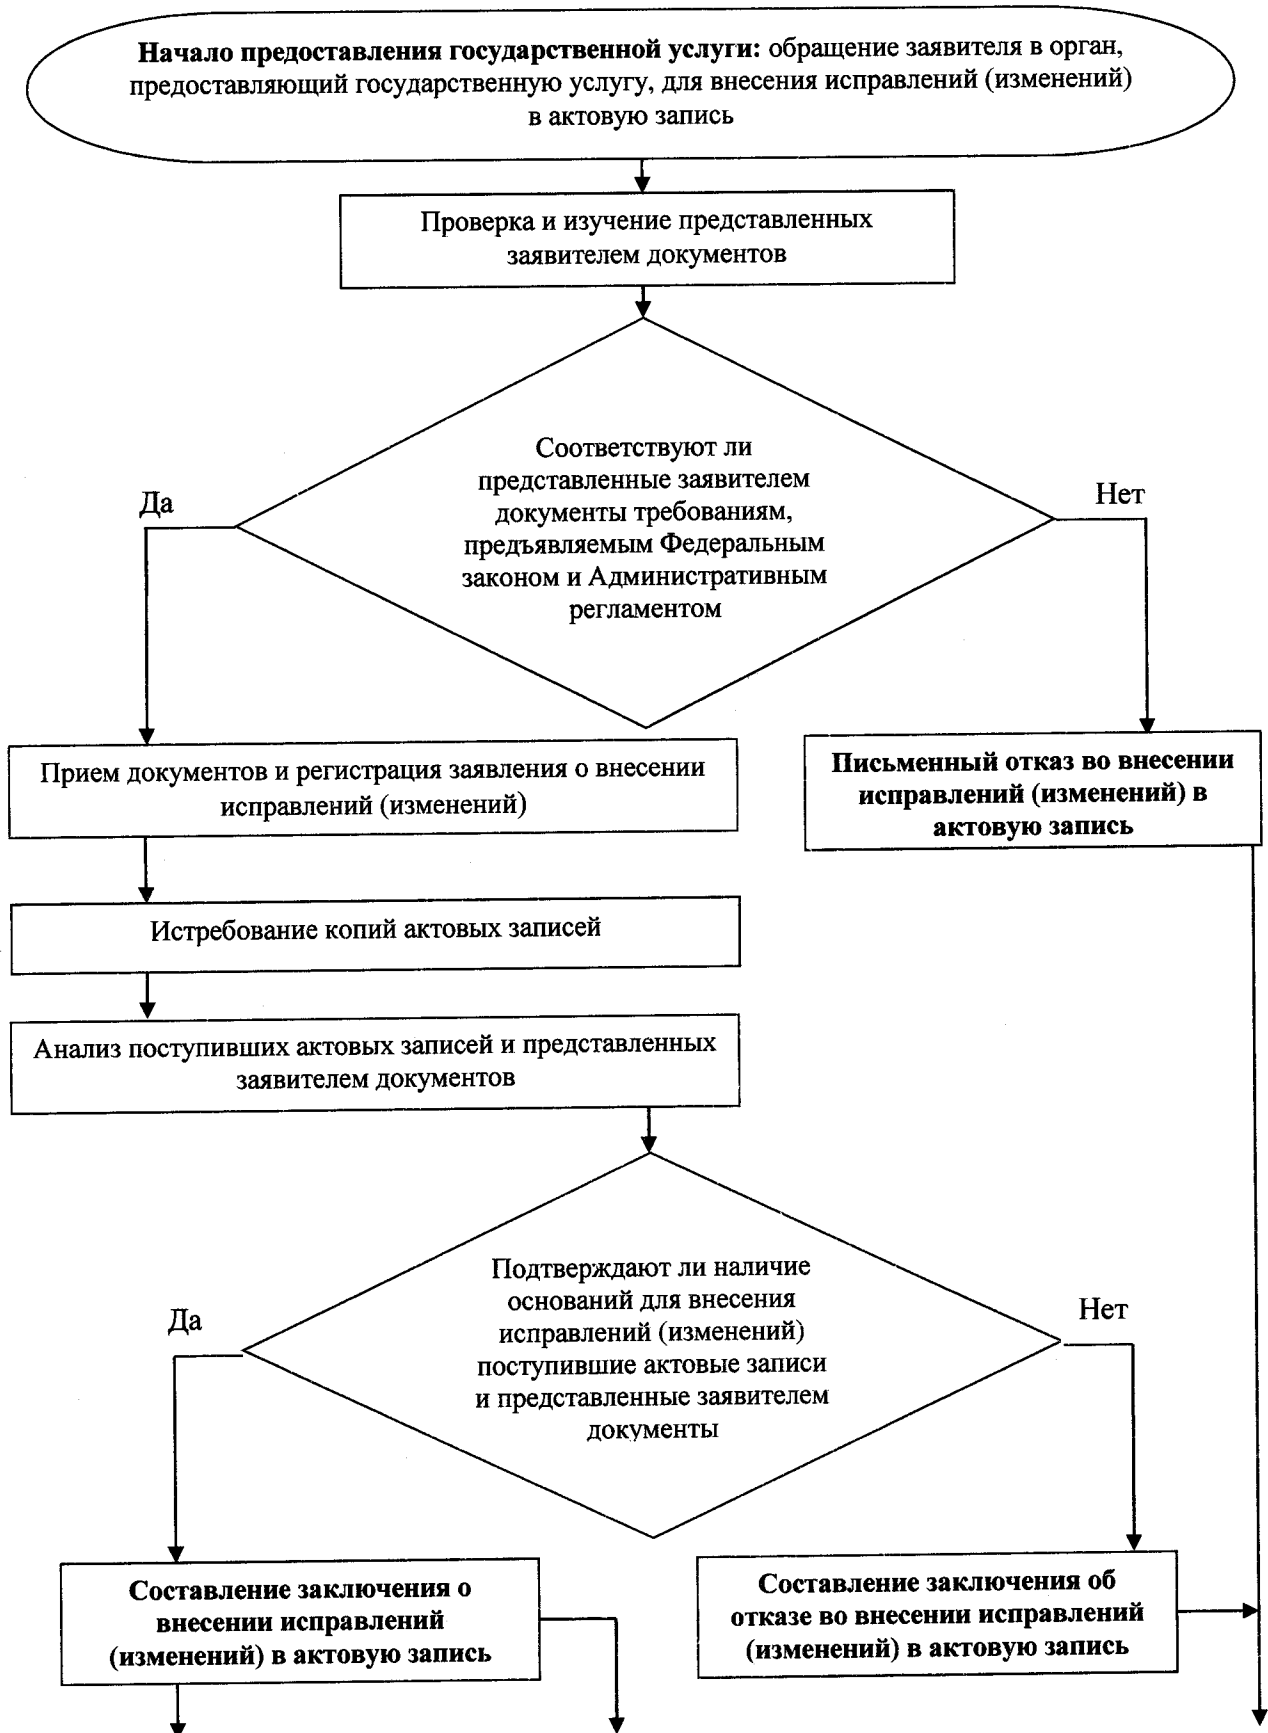 Начало предоставления государственной услуги: обращение заявителя в орган,
предоставляющий государственную услугу, для внесения исправлений (изменений)
в актовую запись
Проверка и изучение представленных
заявителем документов
Соответствуют ли
представленные заявителем
документы требованиям,
предъявляемым Федеральным
законом и Административным
регламентом
Да
Нет
Прием документов и регистрация заявления о внесении
исправлений (изменений)
Письменный отказ во внесении
исправлений (изменений) в
актовую запись
Истребование копий актовых записей
Анализ поступивших актовых записей и представленных
заявителем документов
Подтверждают ли наличие
оснований для внесения
исправлений (изменений)
поступившие актовые записи
и представленные заявителем
документы
Да
Нет
Составление заключения о
внесении исправлений
(изменений) в актовую запись
Составление заключения об
отказе во внесении исправлений
(изменений) в актовую запись